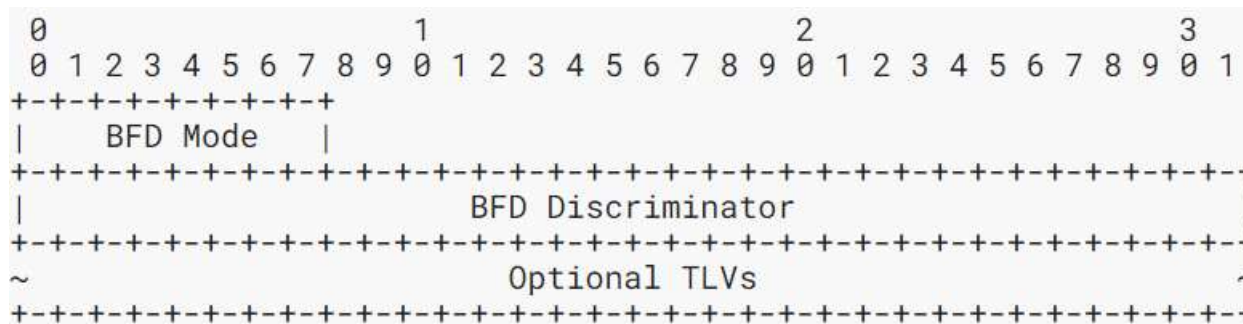 0                   1                   2                   3
 0 1 2 3 4 5 6 7 8 9 0 1 2 3 4 5 6 7 8 9 0 1 2 3 4 5 6 7 8 9 0 1
+-+-+-+-+-+-+-+-+
|    BFD Mode   |
+-+-+-+-+-+-+-+-+-+-+-+-+-+-+-+-+-+-+-+-+-+-+-+-+-+-+-+-+-+-+-+-+
|                       BFD Discriminator                       |
+-+-+-+-+-+-+-+-+-+-+-+-+-+-+-+-+-+-+-+-+-+-+-+-+-+-+-+-+-+-+-+-+
~                         Optional TLVs                         ~
+-+-+-+-+-+-+-+-+-+-+-+-+-+-+-+-+-+-+-+-+-+-+-+-+-+-+-+-+-+-+-+-+